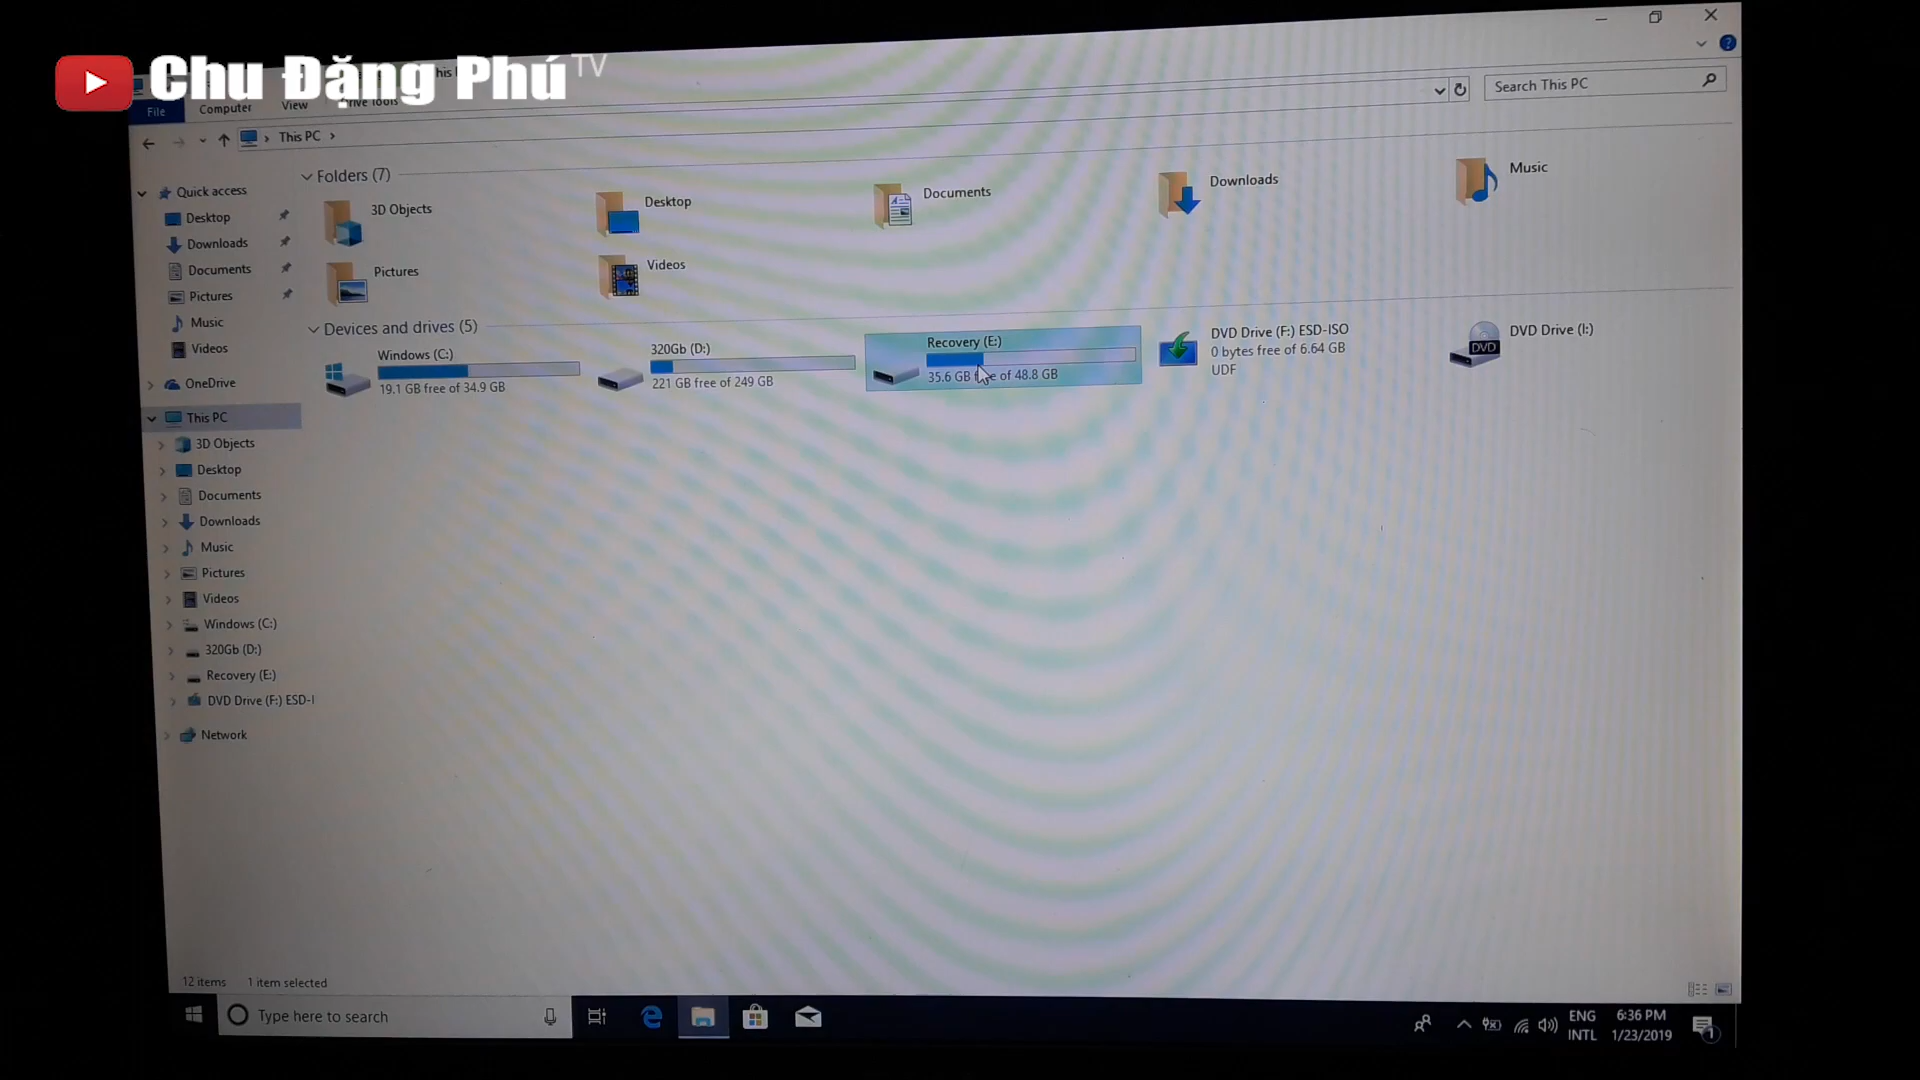 Chu Đặng Phú TV
File
Computer
View
Drive Tools
This PC
Search This PC
Quick access
Desktop
Downloads
Documents
Pictures
Music
Videos
OneDrive
This PC
3D Objects
Desktop
Documents
Downloads
Music
Pictures
Videos
Windows (C:)
320Gb (D:)
Recovery (E:)
DVD Drive (F:) ESD-I
Network
Folders (7)
3D Objects
Desktop
Documents
Downloads
Music
Pictures
Videos
Devices and drives (5)
Windows (C:)
19.1 GB free of 34.9 GB
320Gb (D:)
221 GB free of 249 GB
Recovery (E:)
35.6 GB free of 48.8 GB
DVD Drive (F:) ESD-ISO
0 bytes free of 6.64 GB
UDF
DVD Drive (I:)
DVD
12 items
1 item selected
Type here to search
ENG
INTL
6:36 PM
1/23/2019
1